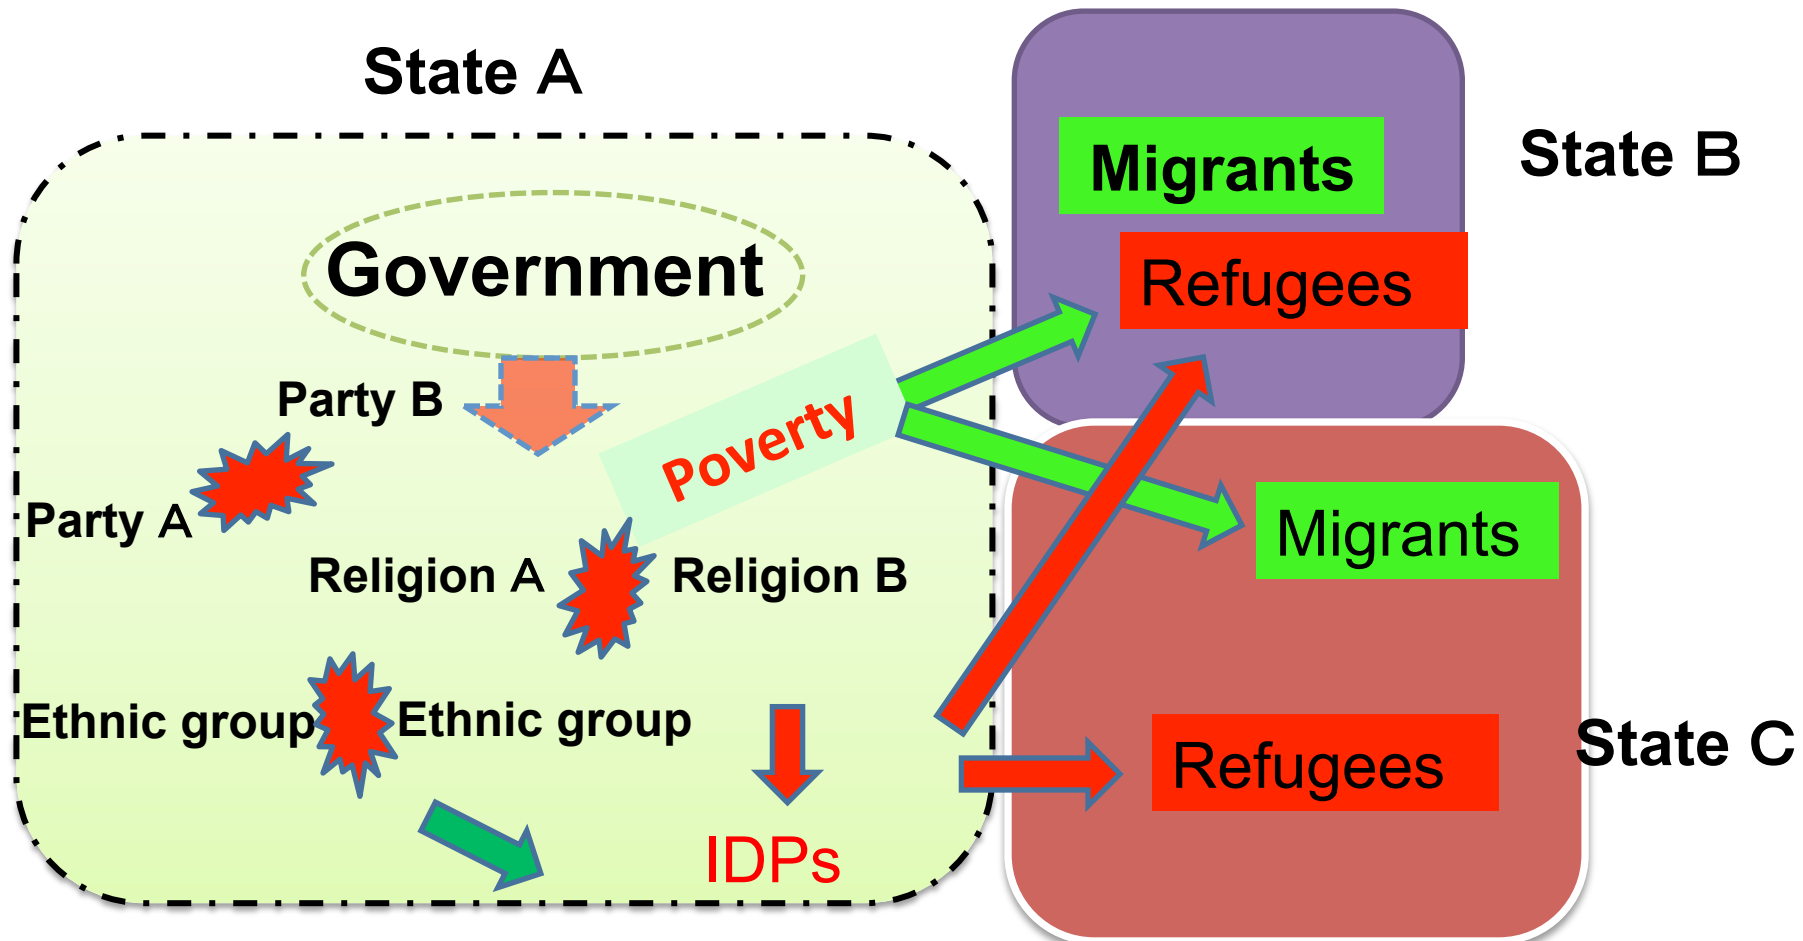 State A
Government
Party B
Party A
Poverty
Religion A
Religion B
Ethnic group
Ethnic group
IDPs
Migrants
Refugees
State B
Migrants
Refugees
State C